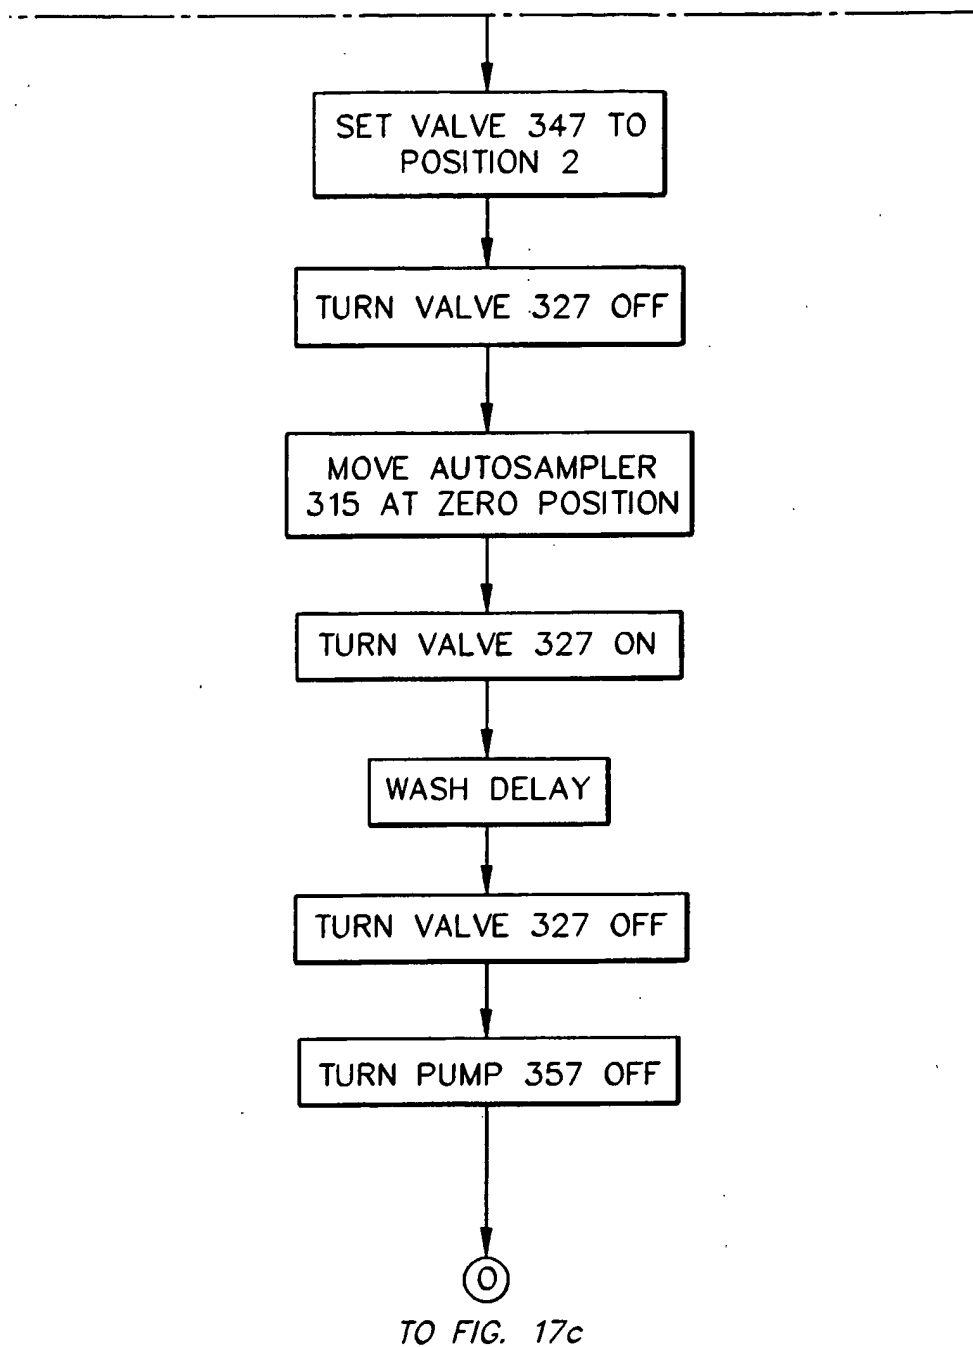 SET VALVE 347 TO
POSITION 2
TURN VALVE 327 OFF
MOVE AUTOSAMPLER
315 AT ZERO POSITION
TURN VALVE 327 ON
WASH DELAY
TURN VALVE 327 OFF
TURN PUMP 357 OFF
O
TO FIG. 17c